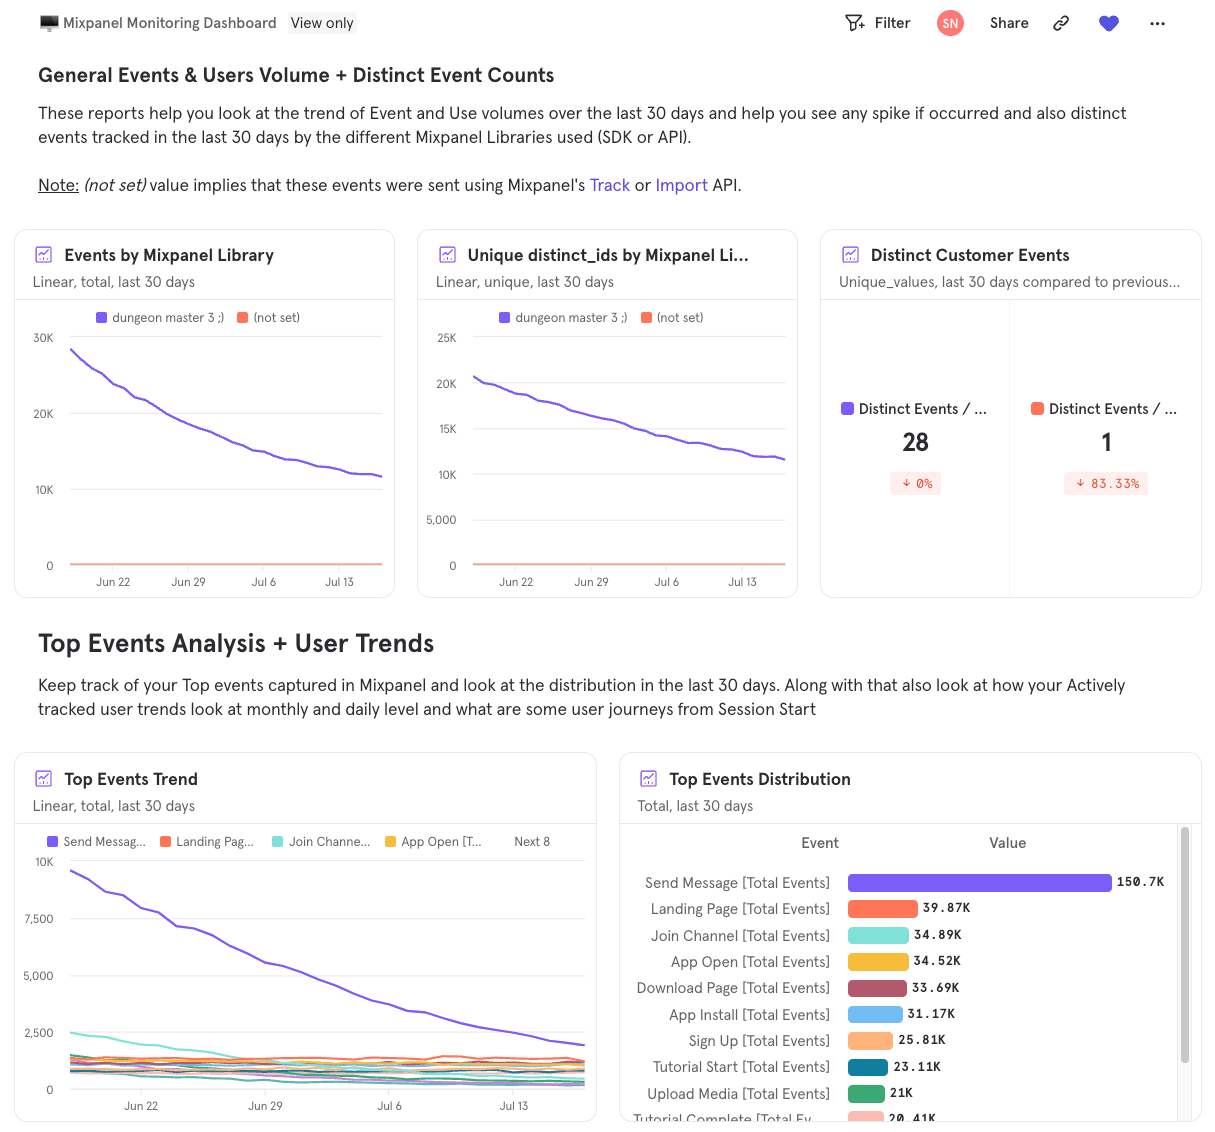 Mixpanel Monitoring Dashboard View only Filter SN Share
General Events & Users Volume + Distinct Event Counts
These reports help you look at the trend of Event and Use volumes over the last 30 days and help you see any spike if occurred and also distinct
events tracked in the last 30 days by the different Mixpanel Libraries used (SDK or API).
Note: (not set) value implies that these events were sent using Mixpanel's Track or Import API.
Events by Mixpanel Library
Linear, total, last 30 days
dungeon master 3 ;) (not set)
30K
20K
10K
0
Jun 22 Jun 29 Jul 6 Jul 13
Unique distinct_ids by Mixpanel Li...
Linear, unique, last 30 days
dungeon master 3 ;) (not set)
25K
20K
15K
10K
5,000
0
Jun 22 Jun 29 Jul 6 Jul 13
Distinct Customer Events
Unique_values, last 30 days compared to previous...
Distinct Events / ...
28
↓ 0%
Distinct Events / ...
1
↓ 83.33%
Top Events Analysis + User Trends
Keep track of your Top events captured in Mixpanel and look at the distribution in the last 30 days. Along with that also look at how your Actively
tracked user trends look at monthly and daily level and what are some user journeys from Session Start
Top Events Trend
Linear, total, last 30 days
Send Messag... Landing Pag... Join Channe... App Open [T... Next 8
10K
7,500
5,000
2,500
0
Jun 22 Jun 29 Jul 6 Jul 13
Top Events Distribution
Total, last 30 days
Event Value
Send Message [Total Events] 150.7K
Landing Page [Total Events] 39.87K
Join Channel [Total Events] 34.89K
App Open [Total Events] 34.52K
Download Page [Total Events] 33.69K
App Install [Total Events] 31.17K
Sign Up [Total Events] 25.81K
Tutorial Start [Total Events] 23.11K
Upload Media [Total Events] 21K
Tutorial Complete [Total Ev... 20.41K